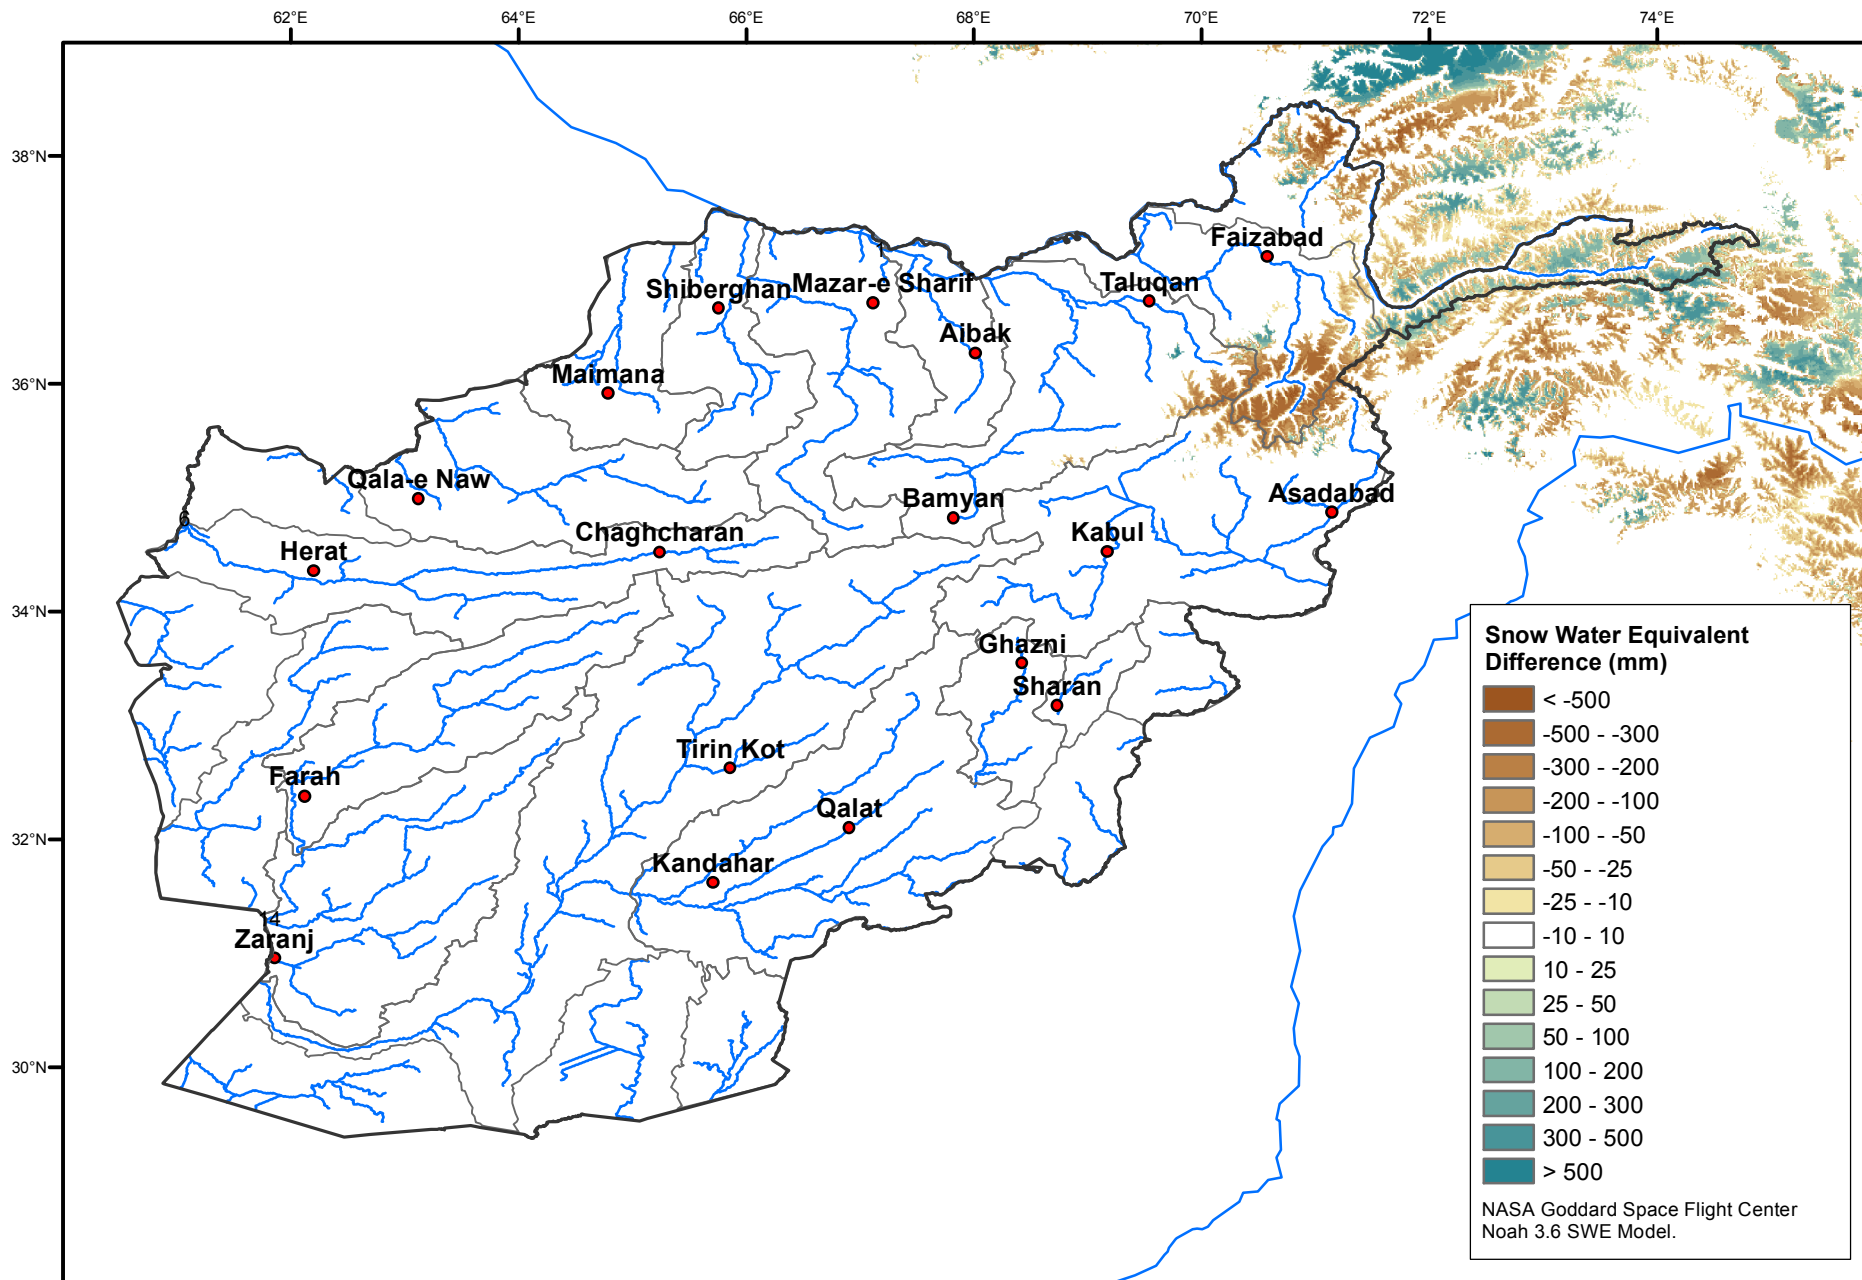 62°E
64°E
66°E
68°E
70°E
72°E
74°E
38°N
36°N
34°N
32°N
30°N
Faizabad
Shiberghan
Mazar-e Sharif
Taluqan
Aibak
Maimana
Qala-e Naw
Bamyan
Asadabad
6
Chaghcharan
Kabul
Herat
Ghazni
Sharan
Tirin Kot
Farah
Qalat
Kandahar
14
Zaranj
Snow Water Equivalent
Difference (mm)
< -500
-500 - -300
-300 - -200
-200 - -100
-100 - -50
-50 - -25
-25 - -10
-10 - 10
10 - 25
25 - 50
50 - 100
100 - 200
200 - 300
300 - 500
> 500
NASA Goddard Space Flight Center
Noah 3.6 SWE Model.